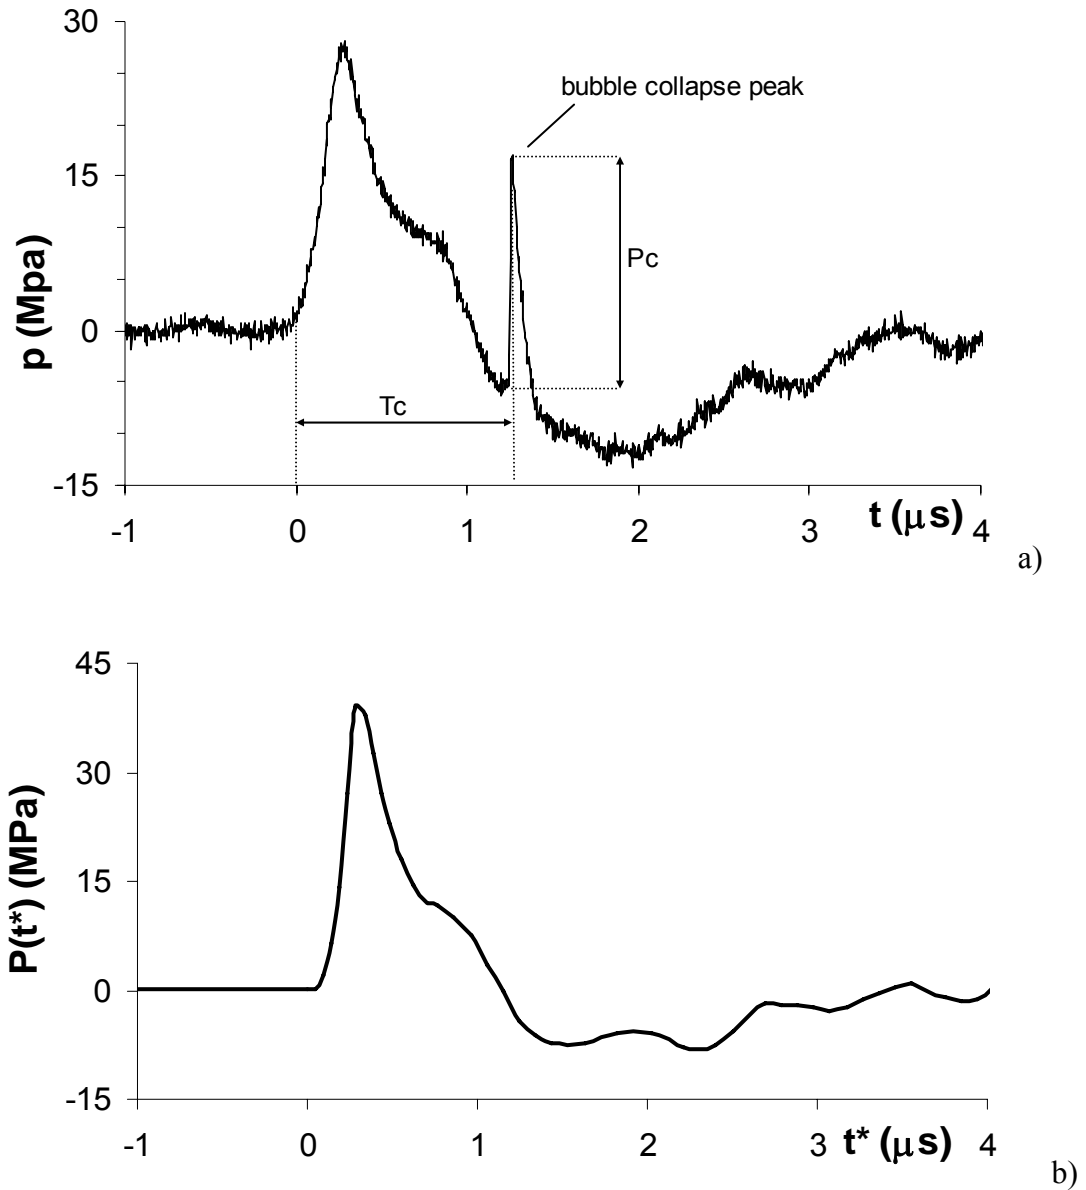 30
bubble collapse peak
15
Pc
p (Mpa)
0
Tc
-15
-1 0 1 2 3 4
t (μs)
a)
45
30
P(t*) (MPa)
15
0
-15
-1 0 1 2 3 4
t* (μs)
b)